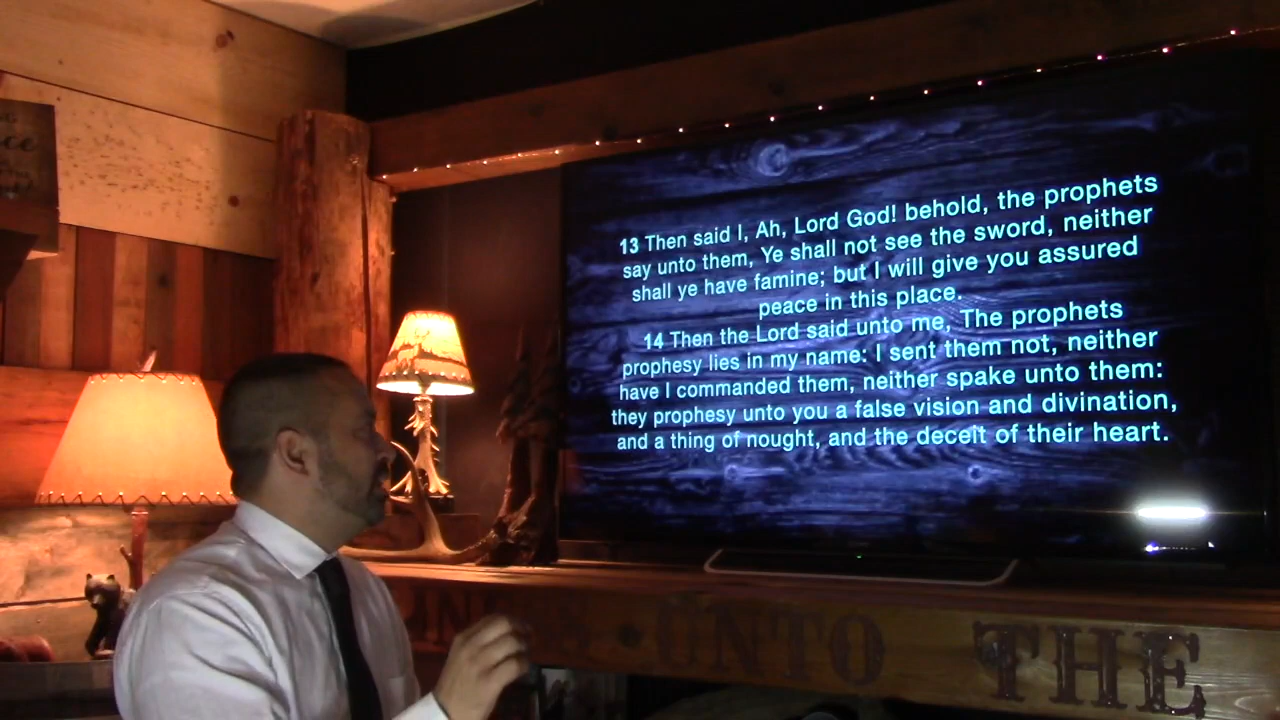 13 Then said I, Ah, Lord God! behold, the prophets
say unto them, Ye shall not see the sword, neither
shall ye have famine; but I will give you assured
peace in this place.
14 Then the Lord said unto me, The prophets
prophesy lies in my name: I sent them not, neither
have I commanded them, neither spake unto them:
they prophesy unto you a false vision and divination,
and a thing of nought, and the deceit of their heart.
UNTO THE